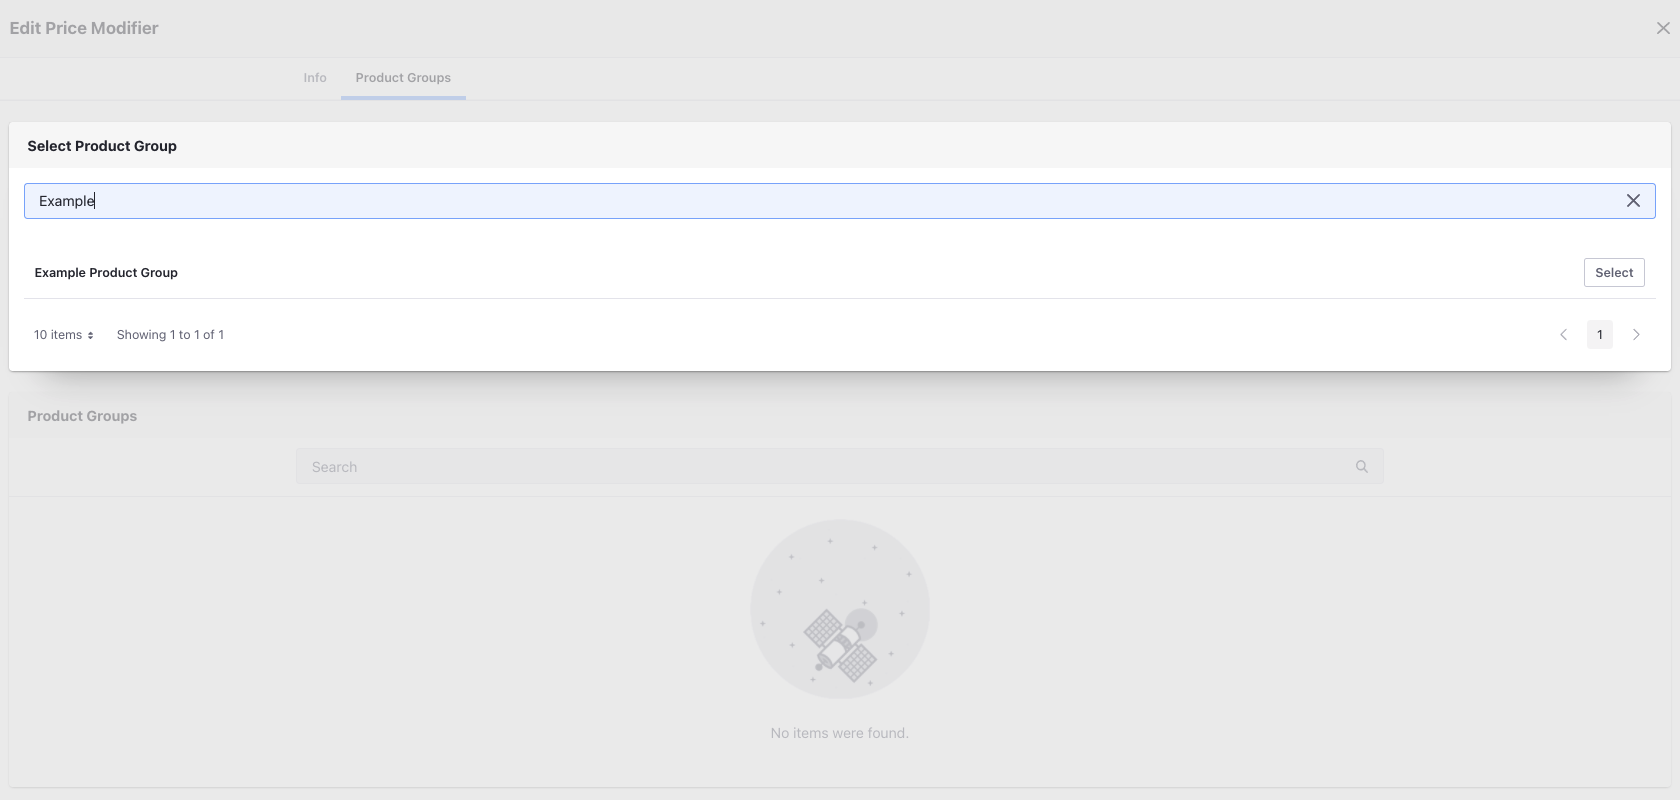 Edit Price Modifier
Info
Product Groups
Select Product Group
Example
Example Product Group
Select
10 items
Showing 1 to 1 of 1
1
Product Groups
Search
No items were found.